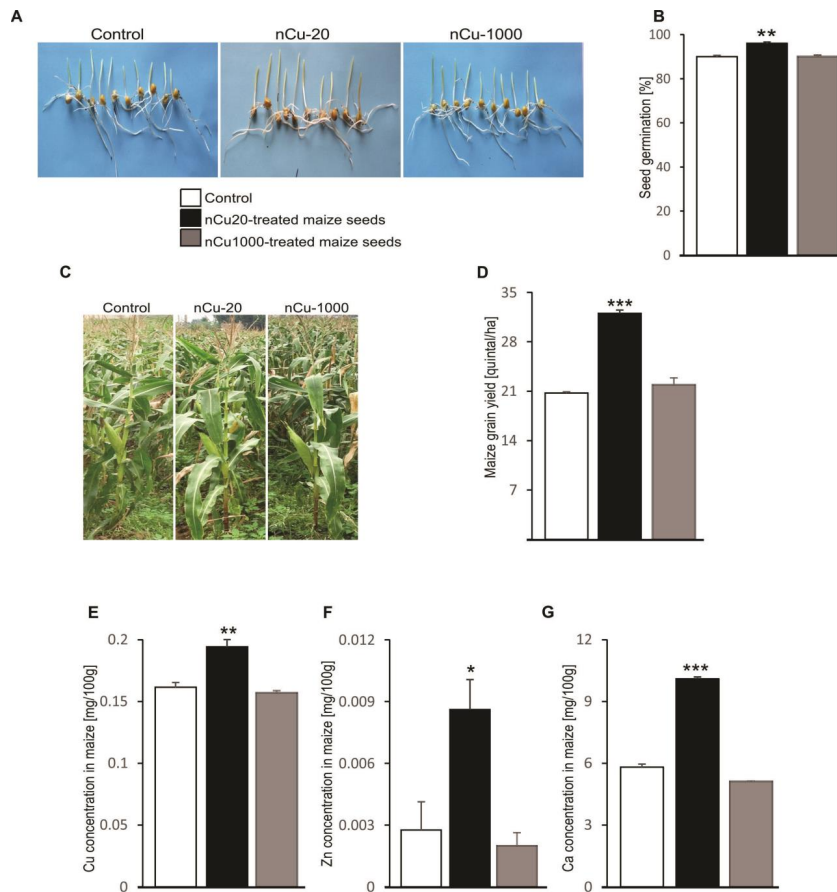 A
Control
nCu-20
nCu-1000
Control
nCu20-treated maize seeds
nCu1000-treated maize seeds
B
**
Seed germination [%]
100
80
60
40
20
0
C
Control
nCu-20
nCu-1000
D
***
Maize grain yield [quintal/ha]
35
28
21
14
7
E
**
Cu concentration in maize [mg/100g]
0.2
0.15
0.1
0.05
0
F
*
Zn concentration in maize [mg/100g]
0.012
0.009
0.006
0.003
0
G
***
Ca concentration in maize [mg/100g]
12
9
6
3
0